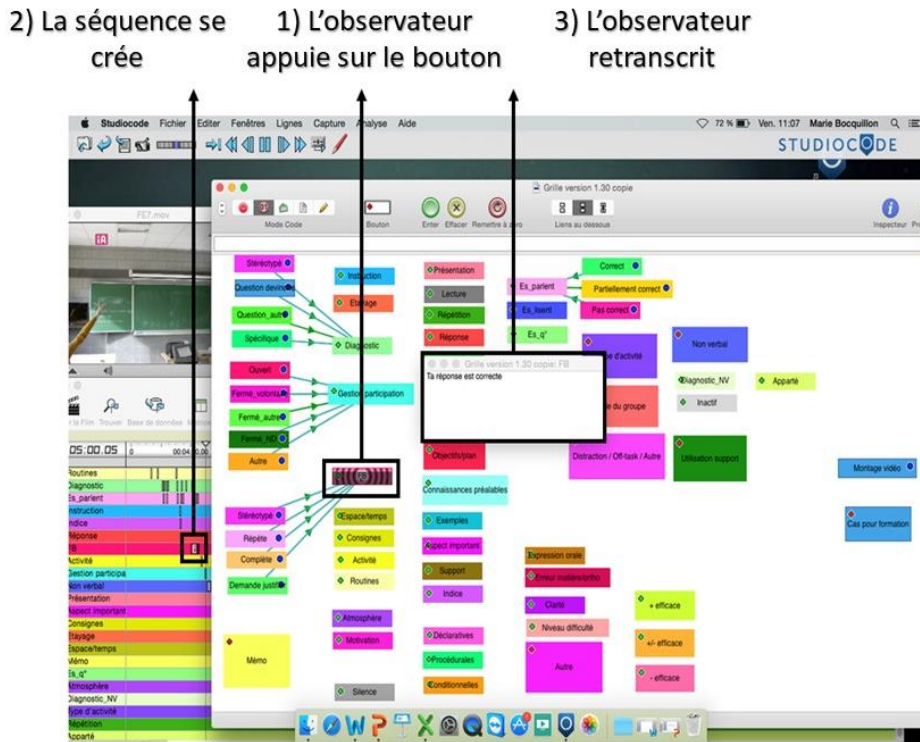 2) La séquence se
crée
1) L'observateur
appuie sur le bouton
3) L'observateur
retranscrit
Studiocode Fichier Editer Fenêtres Lignes Capture Analyse Aide
72 % Ven. 11:07 Marie Bocquillon
STUDIOCODE
Grille version 1.30 copie
FE7.mov
Mode Code
Bouton
Enter Effacer Remettre à zéro
Liens au dessous
Inspecteur
Stéréotypé
Instruction
Présentation
Es_parlent
Correct
Question
Etayage
Lecture
Es_lisent
Partiellement correct
Question_autre
Répétition
Es_q°
Pas correct
Spécifique
Diagnostic
Réponse
Non verbal
Ouvert
Gestion participation
Grille version 1.30 copie: FB
Ta réponse est correcte
Diagnostic_NV
Apparté
Fermé_autre
Inactif
Fermé_ND
Autre
FB
Objectifs/plan
Distraction / Off-task / Autre
Utilisation support
Montage vidéo
Connaissances préalables
Stéréotypé
Espace/temps
Exemples
Cas pour formation
Répète
Consignes
Aspect important
Complète
Activité
Support
Expression orale
Routines
Indice
Erreur matière/ortho
Clarté
+ efficace
Atmosphère
Déclaratives
Niveau difficulté
Mémo
Motivation
Procédurales
Autre
+/- efficace
Silence
Conditionnelles
- efficace
05:00.05
Routines
Diagnostic
Es_parlent
Instruction
Indice
Réponse
FB
Activité
Gestion participa
Non verbal
Présentation
Aspect important
Consignes
Etayage
Espace/temps
Mémo
Es_q°
Atmosphère
Diagnostic_NV
Type d'activité
Répétition
Apparté